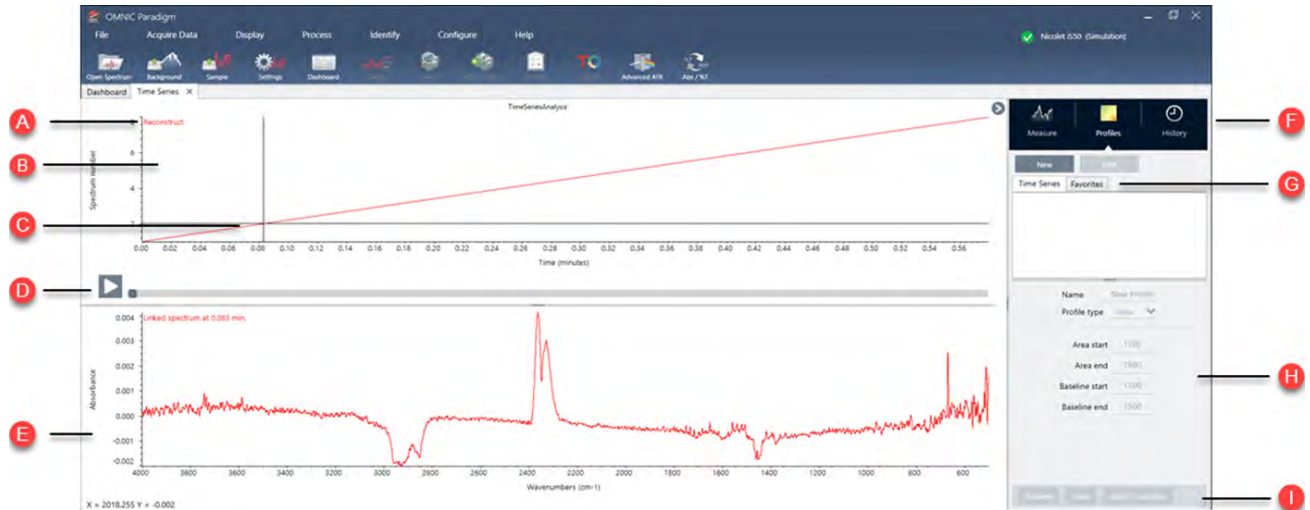 OMNIC Paradigm
File Acquire Data Display Process Identify Configure Help
Nicolet iS50 (Simulation)
Open Spectrum Background Sample Settings Dashboard Advanced ATR Abs / %T
TQ
Dashboard Time Series X
TimeSeriesAnalysis
A
Reconstruct
Measure Profiles History
F
B
8
6
4
2
Spectrum number
New
Time Series Favorites
G
C
0.00 0.02 0.04 0.06 0.08 0.10 0.12 0.14 0.16 0.18 0.20 0.22 0.24 0.26 0.28 0.30 0.32 0.34 0.36 0.38 0.40 0.42 0.44 0.46 0.48 0.50 0.52 0.54 0.56
Time (minutes)
D
Name New Profile
Profile type
Linked spectrum at 0.083 min.
0.004
0.003
0.002
0.001
0.000
-0.001
-0.002
Absorbance
Area start 1100
Area end 1500
Baseline start 1100
Baseline end 1500
H
E
4000 3800 3600 3400 3200 3000 2800 2600 2400 2200 2000 1800 1600 1400 1200 1000 800 600
Wavenumbers (cm-1)
I
X = 2018.255 Y = -0.002